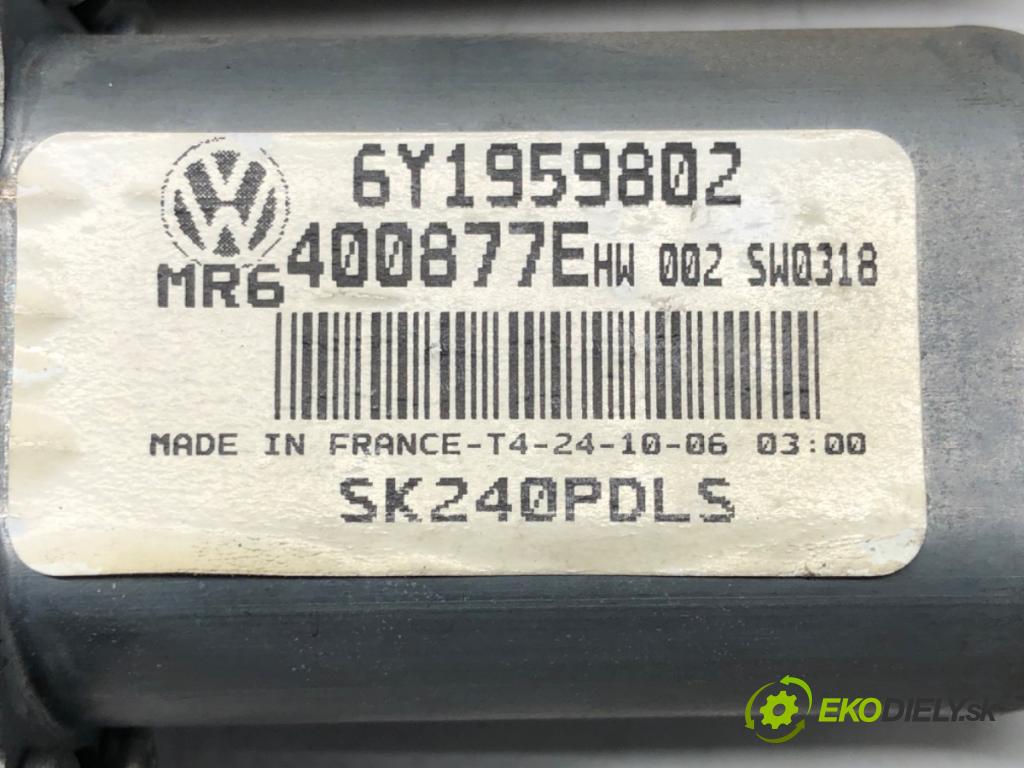 6Y1959802
MR6 400877E HW 002 SW0318
MADE IN FRANCE-T4-24-10-06 03:00
SK240PDLS
EKODIELY.sk